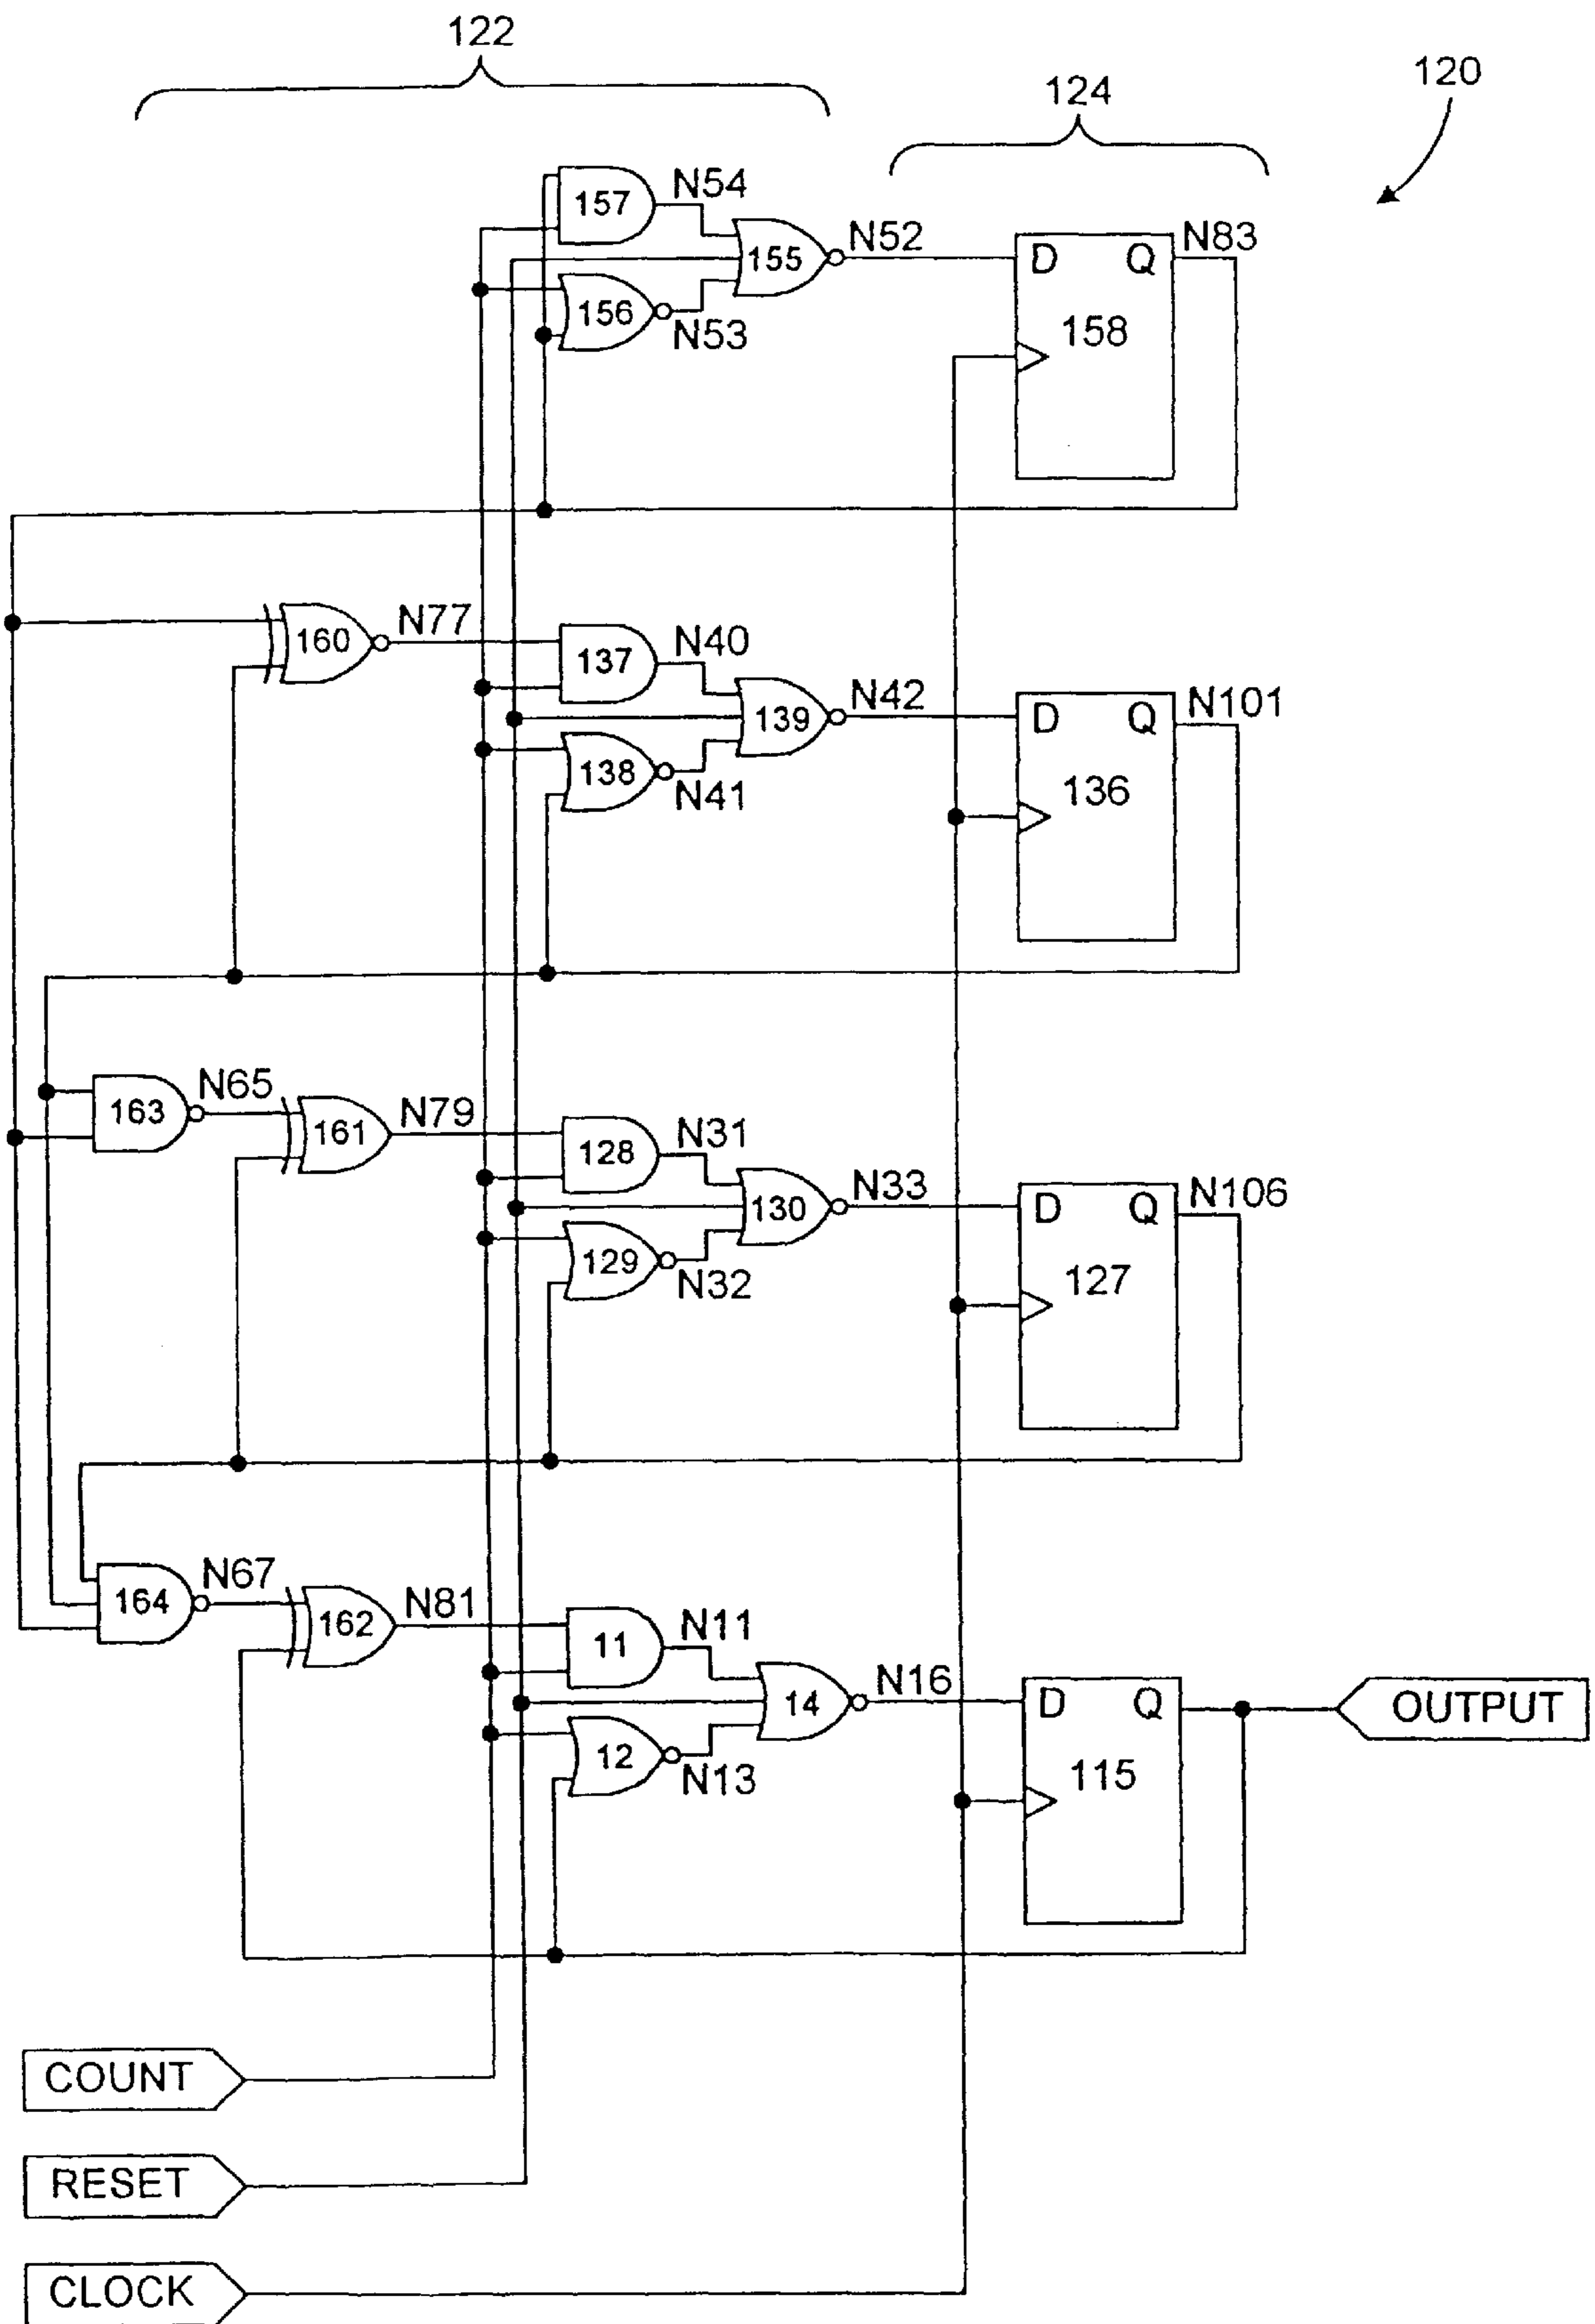 122
124
120
157
N54
155
N52
D
Q
N83
156
N53
158
160
N77
137
N40
139
N42
D
Q
N101
138
N41
136
163
N65
161
N79
128
N31
130
N33
D
Q
N106
129
N32
127
164
N67
162
N81
11
N11
14
N16
D
Q
OUTPUT
12
N13
115
COUNT
RESET
CLOCK